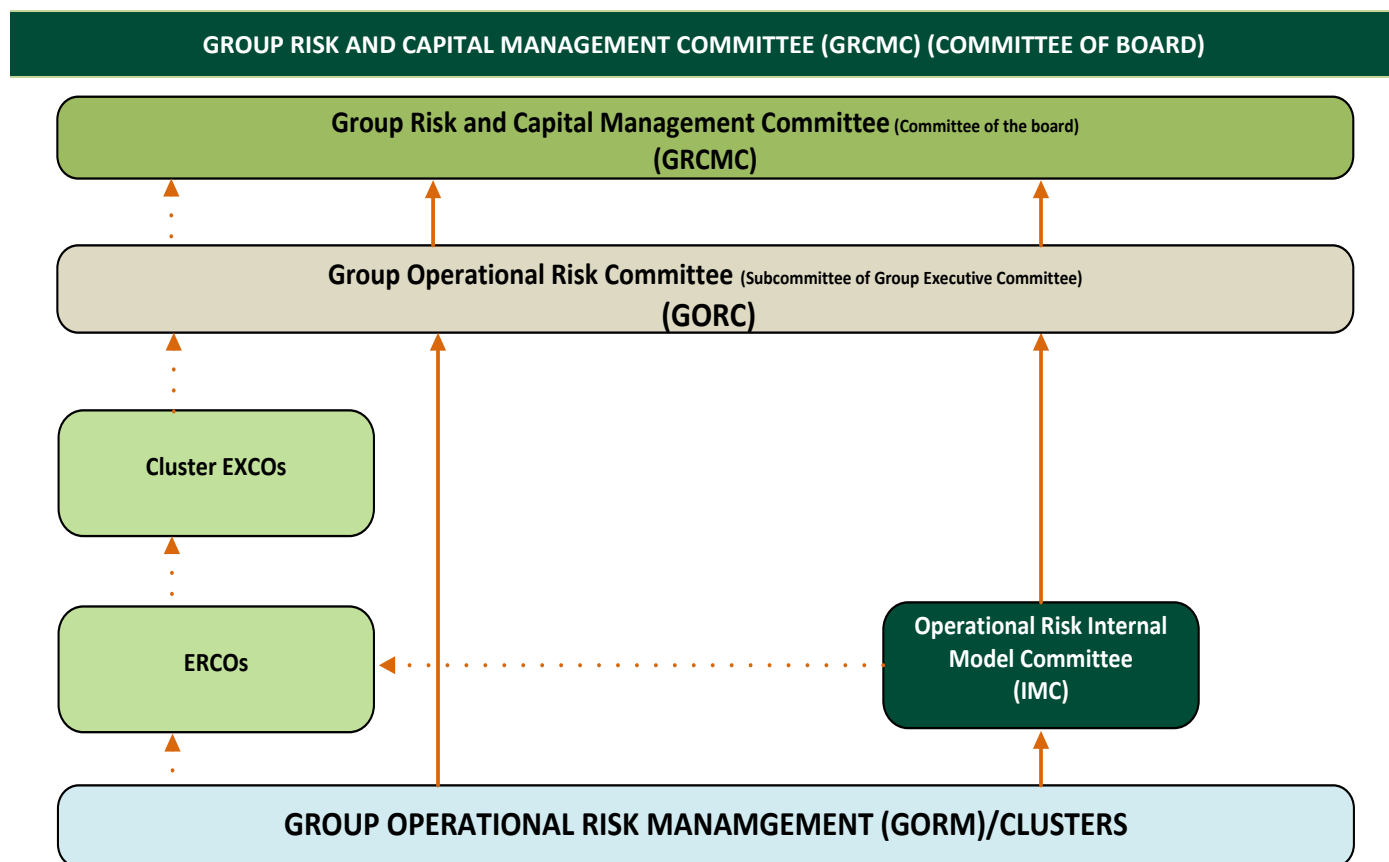 GROUP RISK AND CAPITAL MANAGEMENT COMMITTEE (GRCMC) (COMMITTEE OF BOARD)
Group Risk and Capital Management Committee (Committee of the board)
(GRCMC)
Group Operational Risk Committee (Subcommittee of Group Executive Committee)
(GORC)
Cluster EXCOs
ERCOs
Operational Risk Internal
Model Committee
(IMC)
GROUP OPERATIONAL RISK MANAMGEMENT (GORM)/CLUSTERS